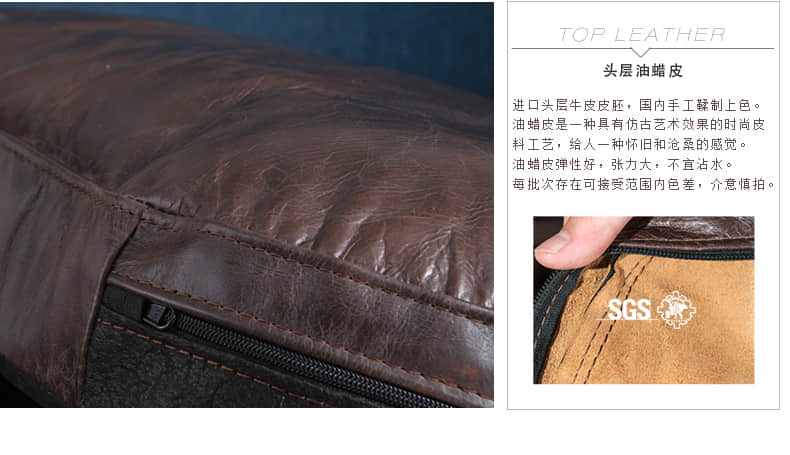 TOP LEATHER
头层油蜡皮
进口头层牛皮皮胚，国内手工鞣制上色。
油蜡皮是一种具有仿古艺术效果的时尚皮
料工艺，给人一种怀旧和沧桑的感觉。
油蜡皮弹性好，张力大，不宜沾水。
每批次存在可接受范围内色差，介意慎拍。
SGS